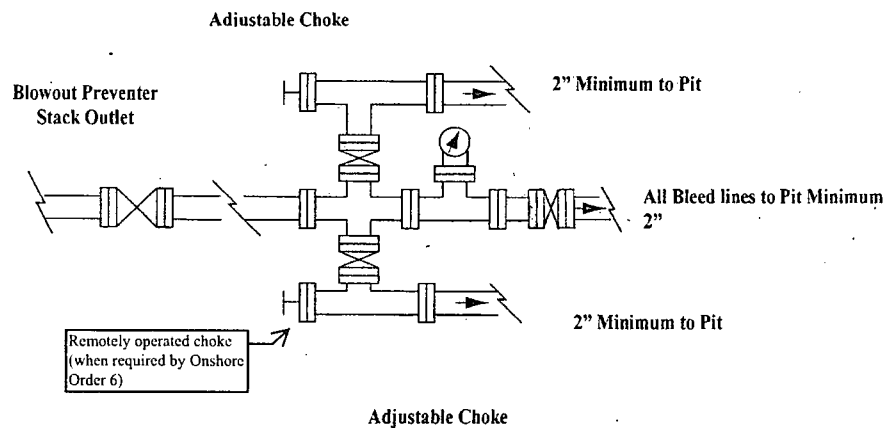 Adjustable Choke
Blowout Preventer
Stack Outlet
2” Minimum to Pit
All Bleed lines to Pit Minimum
2”
2” Minimum to Pit
Remotely operated choke
(when required by Onshore
Order 6)
Adjustable Choke